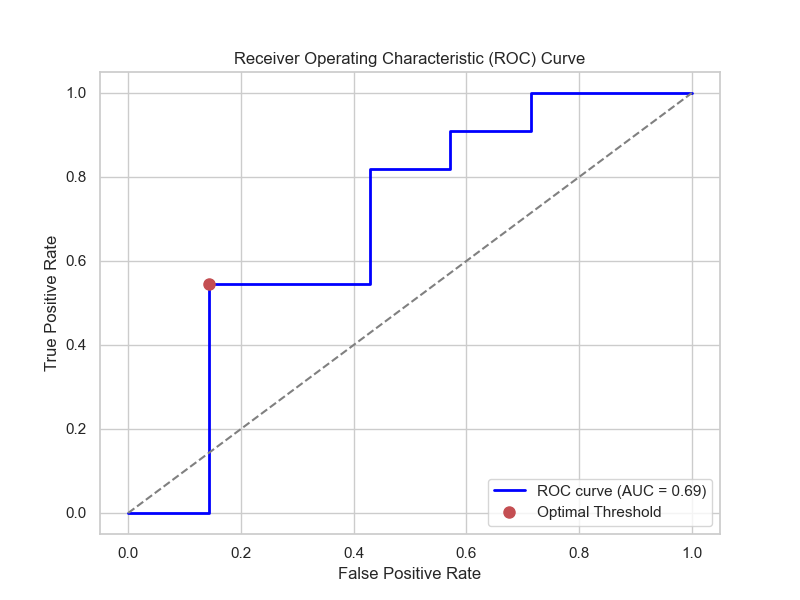 Receiver Operating Characteristic (ROC) Curve
True Positive Rate
1.0
0.8
0.6
0.4
0.2
0.0
ROC curve (AUC = 0.69)
Optimal Threshold
0.0 0.2 0.4 0.6 0.8 1.0
False Positive Rate